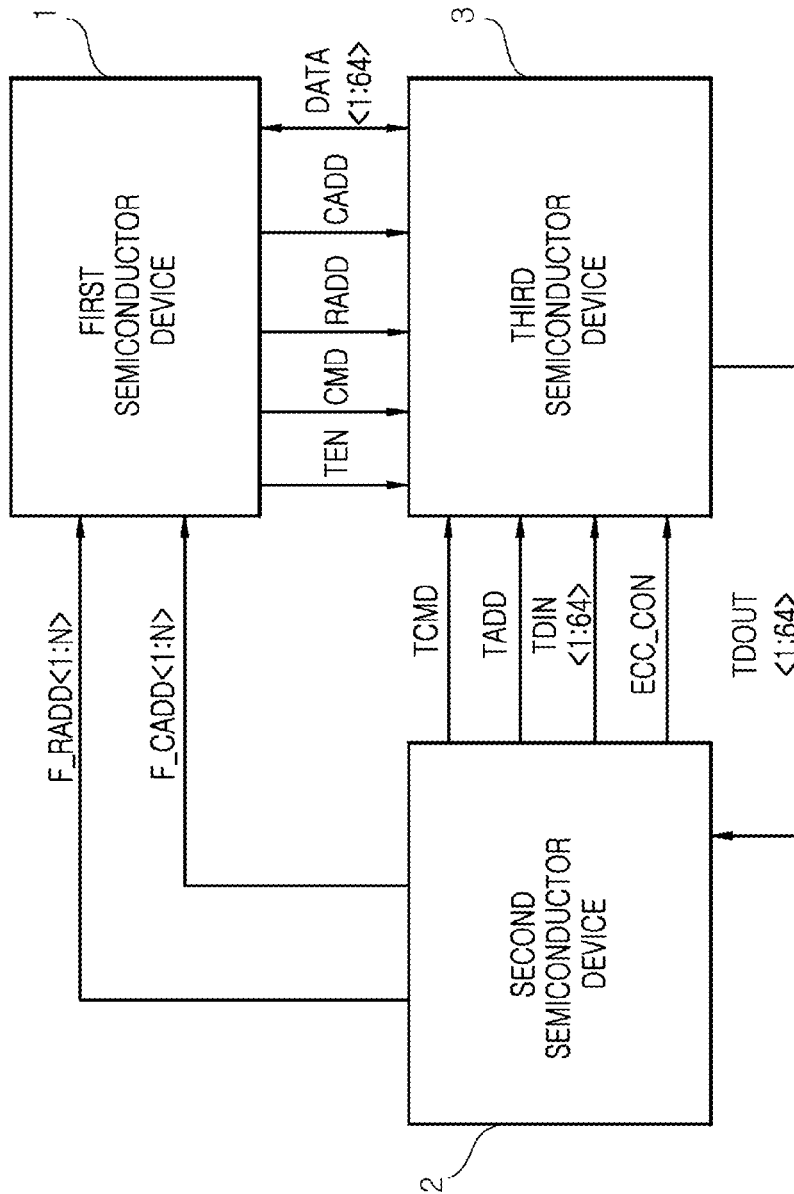 1
FIRST
SEMICONDUCTOR
DEVICE
F_RADD<1:N>
F_CADD<1:N>
TEN
CMD
RADD
CADD
DATA
<1:64>
2
SECOND
SEMICONDUCTOR
DEVICE
TCMD
TADD
TDIN
<1:64>
ECC_CON
TDOUT
<1:64>
3
THIRD
SEMICONDUCTOR
DEVICE